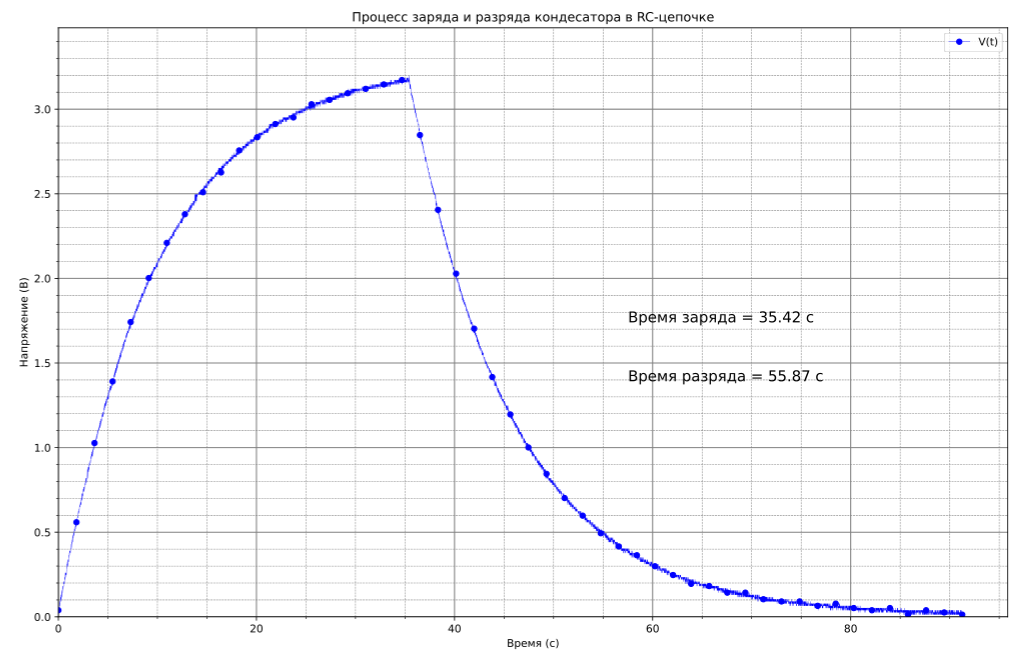 Процесс заряда и разряда кондесатора в RC-цепочке
V(t)
3.0
2.5
2.0
1.5
1.0
0.5
0.0
Напряжение (В)
Время заряда = 35.42 с
Время разряда = 55.87 с
0 20 40 60 80
Время (с)